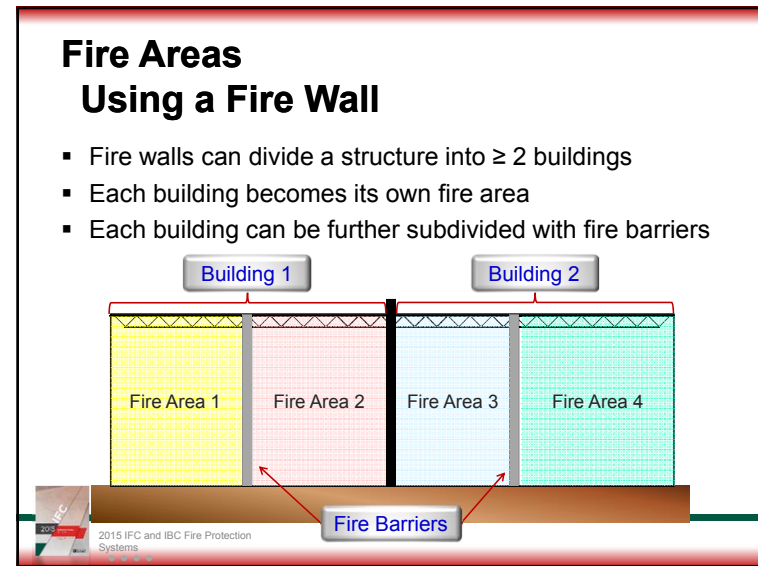 Fire Areas
Using a Fire Wall
▪ Fire walls can divide a structure into ≥ 2 buildings
▪ Each building becomes its own fire area
▪ Each building can be further subdivided with fire barriers
Building 1
Building 2
Fire Area 1
Fire Area 2
Fire Area 3
Fire Area 4
Fire Barriers
IFC
2015
2015 IFC and IBC Fire Protection
Systems